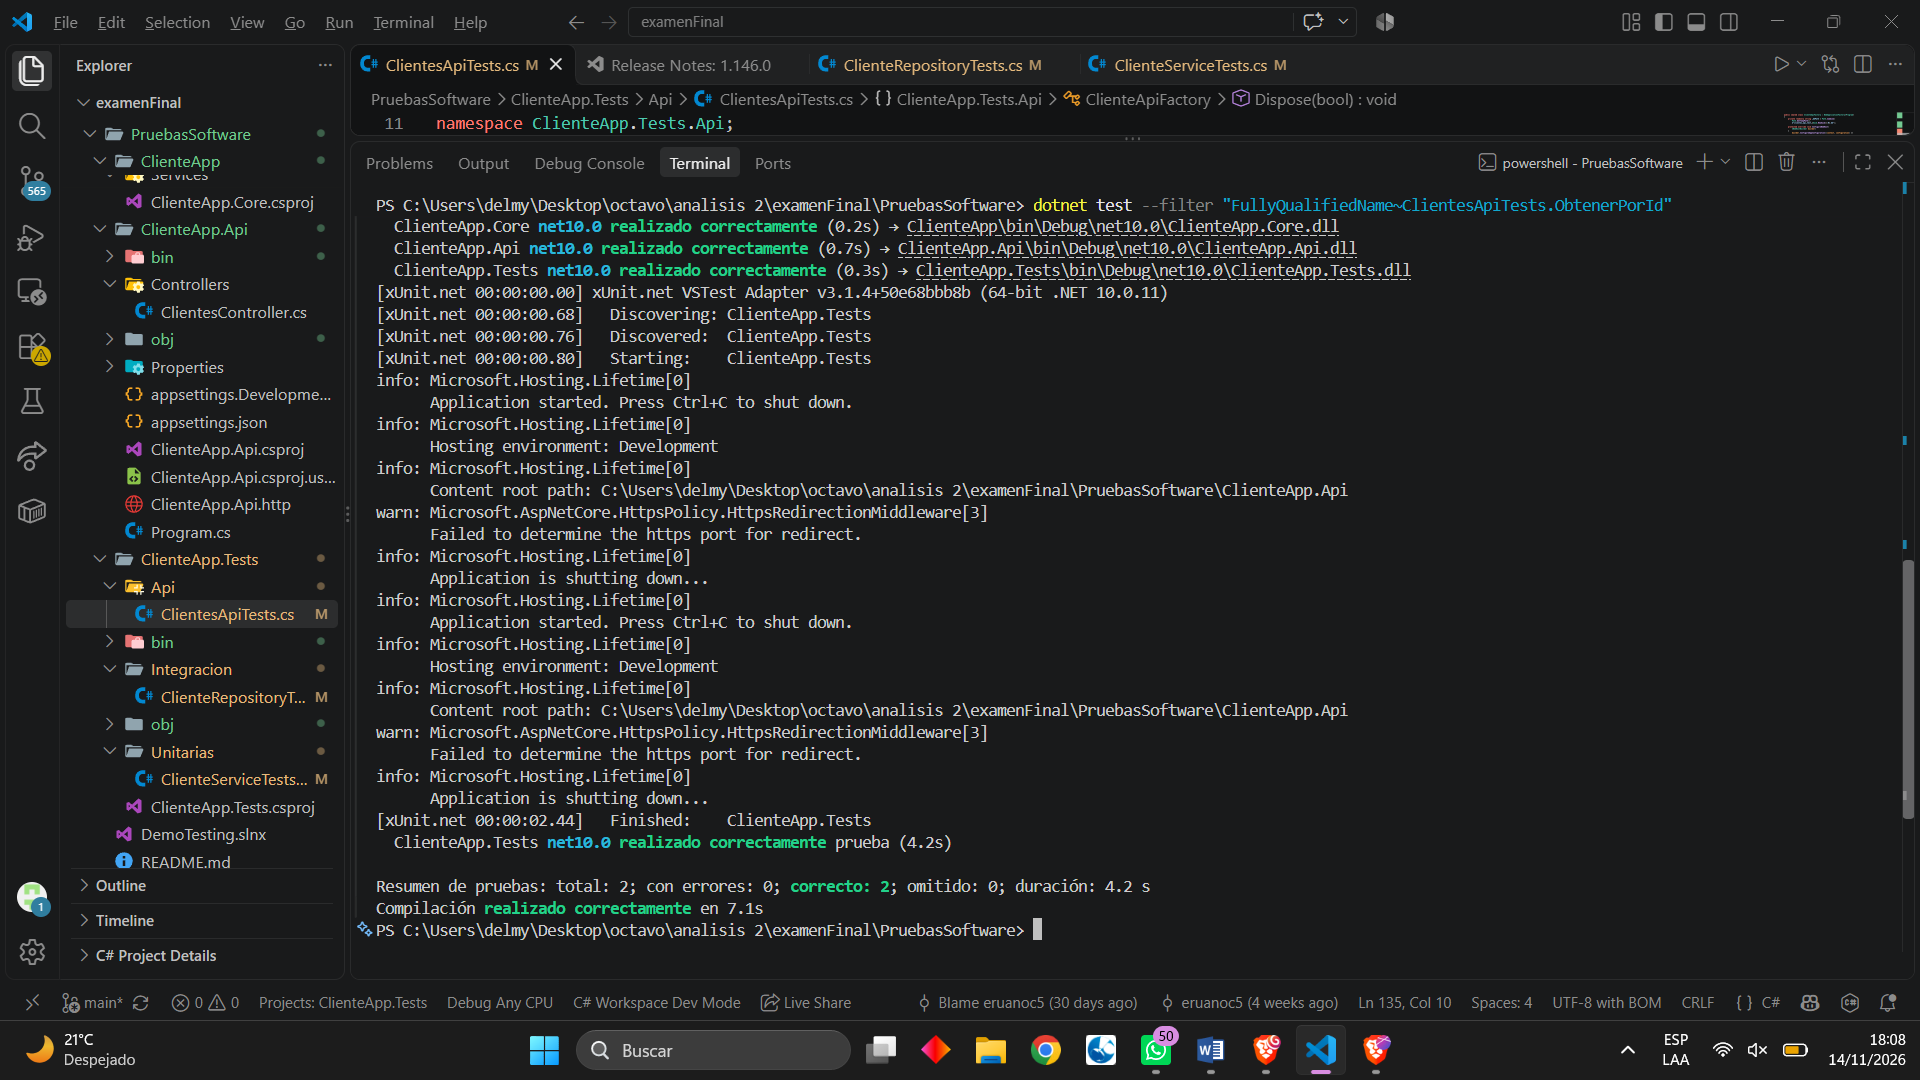 File Edit Selection View Go Run Terminal Help
examenFinal
Explorer
examenFinal
PruebasSoftware
ClienteApp
Services
ClienteApp.Core.csproj
ClienteApp.Api
bin
Controllers
ClientesController.cs
obj
Properties
appsettings.Developme...
appsettings.json
ClienteApp.Api.csproj
ClienteApp.Api.csproj.us...
ClienteApp.Api.http
Program.cs
ClienteApp.Tests
Api
ClientesApiTests.cs M
bin
Integracion
ClienteRepositoryT... M
obj
Unitarias
ClienteServiceTests... M
ClienteApp.Tests.csproj
DemoTesting.slnx
README.md
Outline
Timeline
C# Project Details
565
1
ClientesApiTests.cs M Release Notes: 1.146.0 ClienteRepositoryTests.cs M ClienteServiceTests.cs M
PruebasSoftware > ClienteApp.Tests > Api > ClientesApiTests.cs > {} ClienteApp.Tests.Api > ClienteApiFactory > Dispose(bool) : void
11 namespace ClienteApp.Tests.Api;
Problems Output Debug Console Terminal Ports
powershell - PruebasSoftware
PS C:\Users\delmy\Desktop\octavo\analisis 2\examenFinal\PruebasSoftware> dotnet test --filter "FullyQualifiedName~ClientesApiTests.ObtenerPorId"
ClienteApp.Core net10.0 realizado correctamente (0.2s) → ClienteApp\bin\Debug\net10.0\ClienteApp.Core.dll
ClienteApp.Api net10.0 realizado correctamente (0.7s) → ClienteApp.Api\bin\Debug\net10.0\ClienteApp.Api.dll
ClienteApp.Tests net10.0 realizado correctamente (0.3s) → ClienteApp.Tests\bin\Debug\net10.0\ClienteApp.Tests.dll
[xUnit.net 00:00:00.00] xUnit.net VSTest Adapter v3.1.4+50e68bbb8b (64-bit .NET 10.0.11)
[xUnit.net 00:00:00.68] Discovering: ClienteApp.Tests
[xUnit.net 00:00:00.76] Discovered: ClienteApp.Tests
[xUnit.net 00:00:00.80] Starting: ClienteApp.Tests
info: Microsoft.Hosting.Lifetime[0]
Application started. Press Ctrl+C to shut down.
info: Microsoft.Hosting.Lifetime[0]
Hosting environment: Development
info: Microsoft.Hosting.Lifetime[0]
Content root path: C:\Users\delmy\Desktop\octavo\analisis 2\examenFinal\PruebasSoftware\ClienteApp.Api
warn: Microsoft.AspNetCore.HttpsPolicy.HttpsRedirectionMiddleware[3]
Failed to determine the https port for redirect.
info: Microsoft.Hosting.Lifetime[0]
Application is shutting down...
info: Microsoft.Hosting.Lifetime[0]
Application started. Press Ctrl+C to shut down.
info: Microsoft.Hosting.Lifetime[0]
Hosting environment: Development
info: Microsoft.Hosting.Lifetime[0]
Content root path: C:\Users\delmy\Desktop\octavo\analisis 2\examenFinal\PruebasSoftware\ClienteApp.Api
warn: Microsoft.AspNetCore.HttpsPolicy.HttpsRedirectionMiddleware[3]
Failed to determine the https port for redirect.
info: Microsoft.Hosting.Lifetime[0]
Application is shutting down...
[xUnit.net 00:00:02.44] Finished: ClienteApp.Tests
ClienteApp.Tests net10.0 realizado correctamente prueba (4.2s)
Resumen de pruebas: total: 2; con errores: 0; correcto: 2; omitido: 0; duración: 4.2 s
Compilación realizado correctamente en 7.1s
PS C:\Users\delmy\Desktop\octavo\analisis 2\examenFinal\PruebasSoftware>
main* 0 0 Projects: ClienteApp.Tests Debug Any CPU C# Workspace Dev Mode Live Share Blame eruanoc5 (30 days ago) eruanoc5 (4 weeks ago) Ln 135, Col 10 Spaces: 4 UTF-8 with BOM CRLF {} C#
21°C
Despejado
Buscar
50
ESP
LAA
18:08
14/11/2026